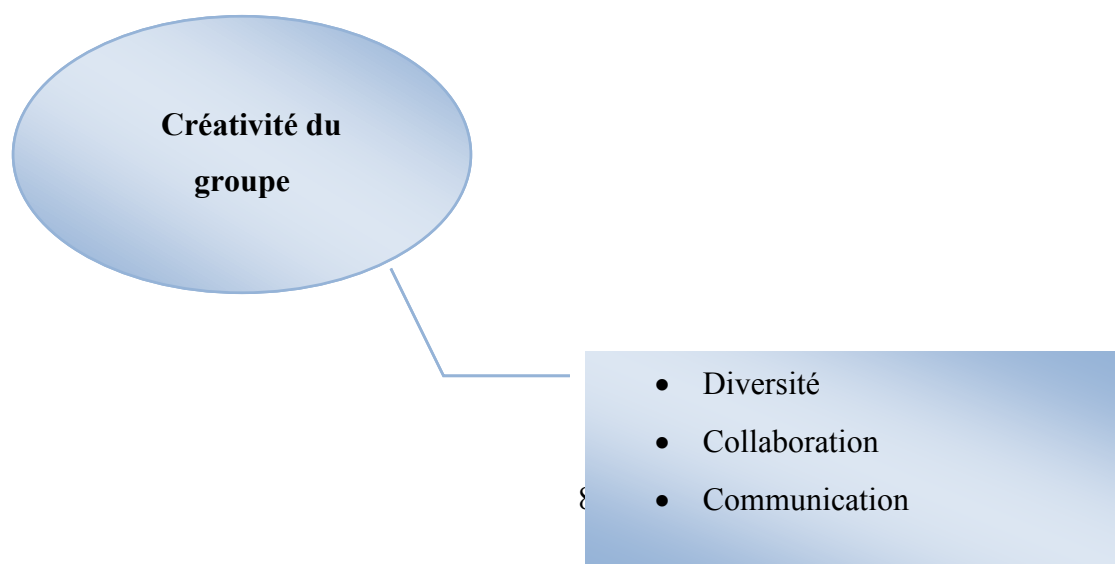 Créativité du
groupe
• Diversité
• Collaboration
• Communication